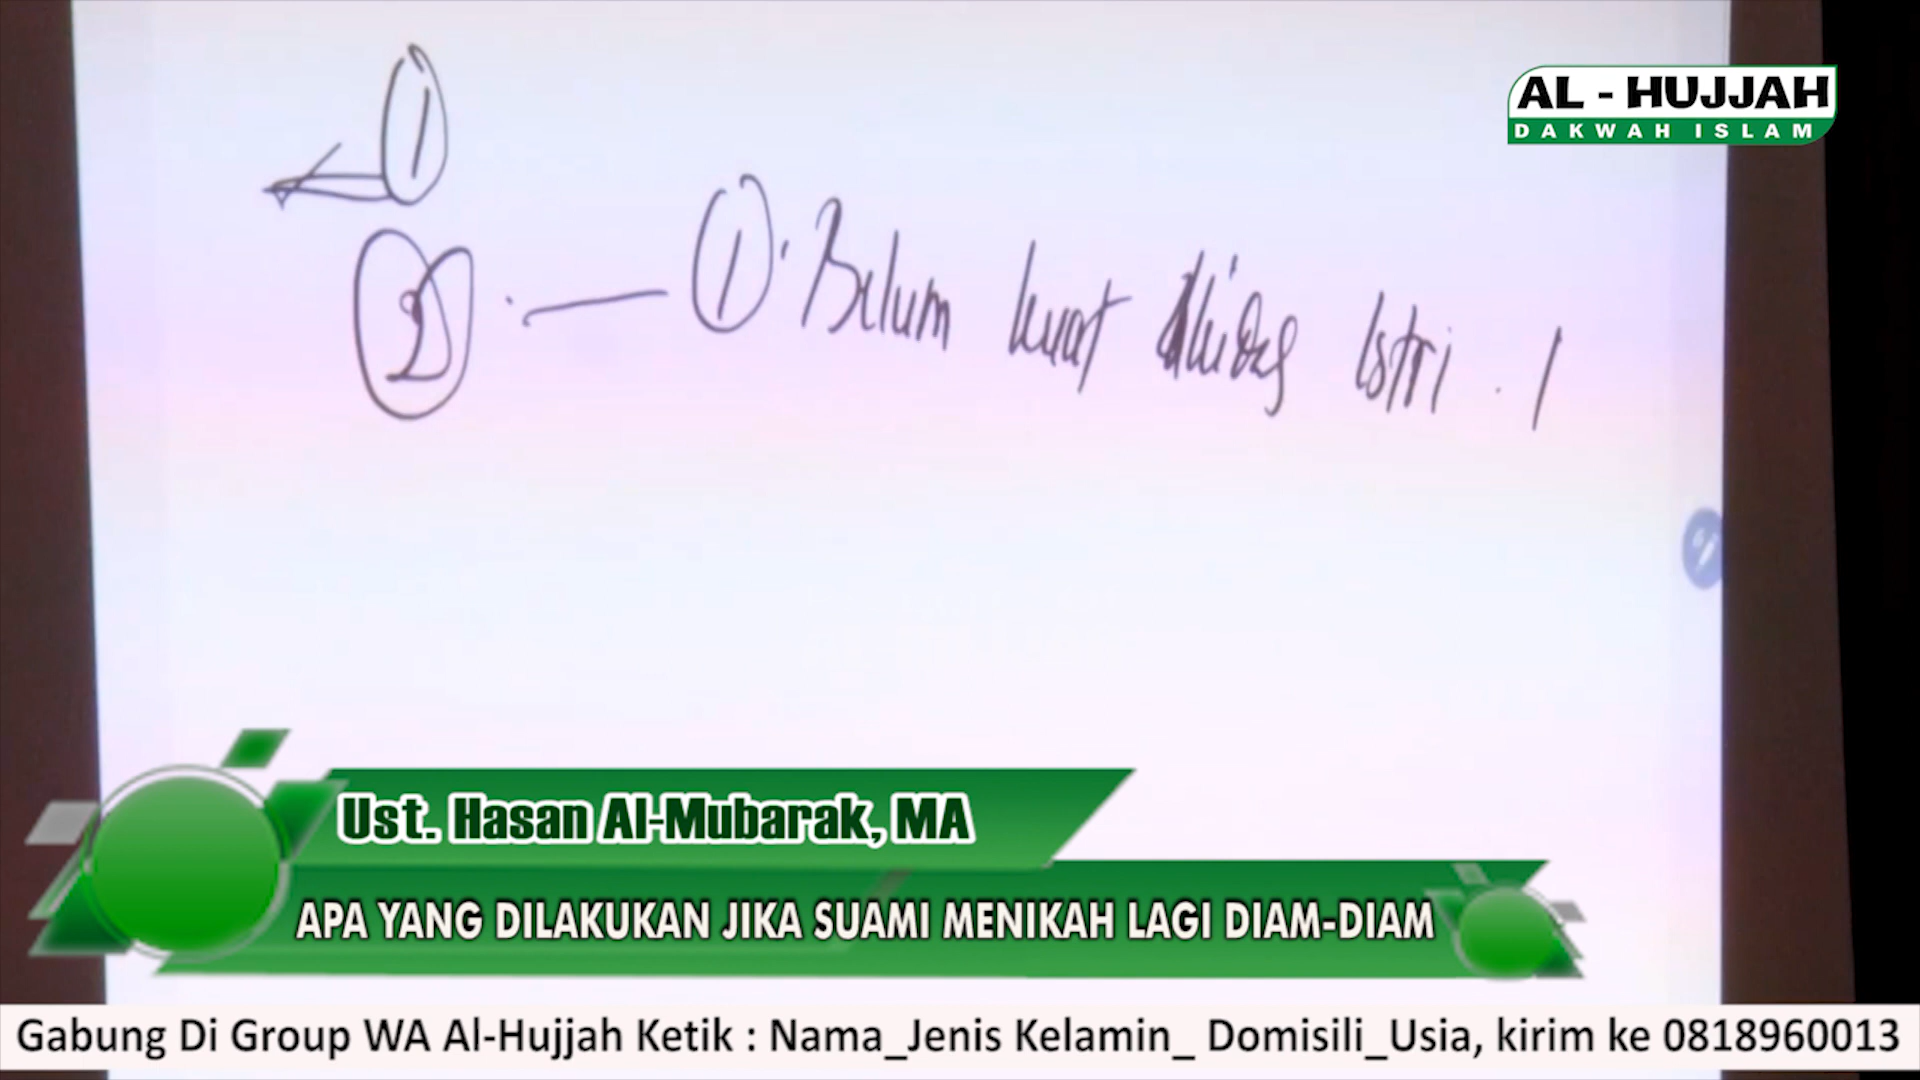 AL - HUJJAH
DAKWAH ISLAM
1
2 — 1. Belum kuat Istri . 1
Ust. Hasan Al-Mubarak, MA
APA YANG DILAKUKAN JIKA SUAMI MENIKAH LAGI DIAM-DIAM
Gabung Di Group WA Al-Hujjah Ketik : Nama_Jenis Kelamin_ Domisili_Usia, kirim ke 0818960013